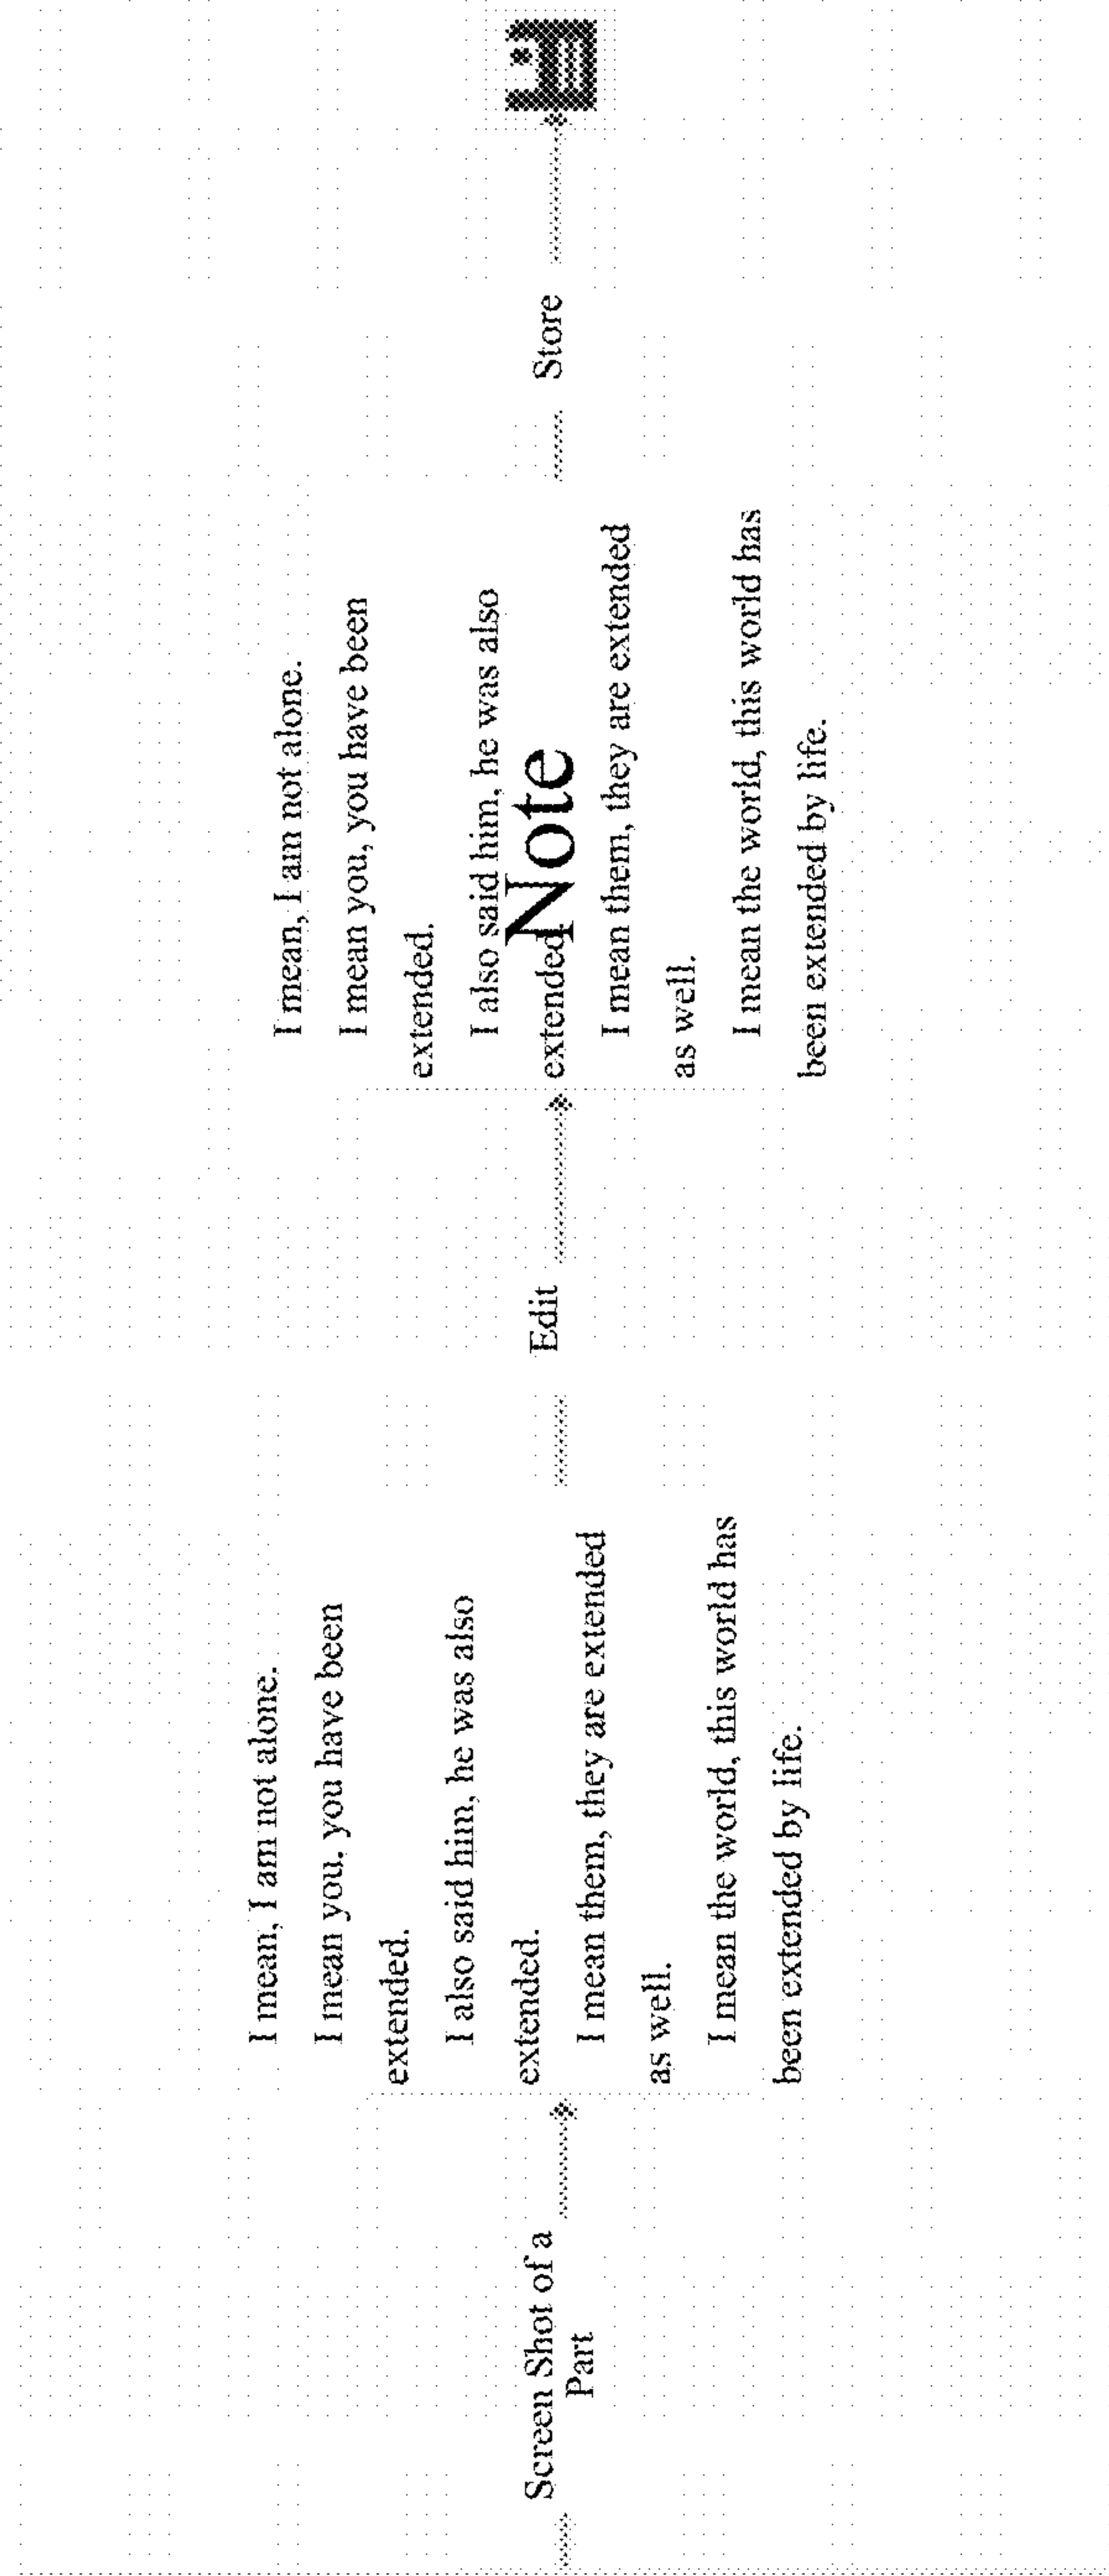 Screen Shot of a
Part
I mean, I am not alone.
I mean you, you have been
extended.
I also said him, he was also
extended.
I mean them, they are extended
as well.
I mean the world, this world has
been extended by life.
Edit
I mean, I am not alone.
I mean you, you have been
extended.
I also said him, he was also
extended.
Note
I mean them, they are extended
as well.
I mean the world, this world has
been extended by life.
Store